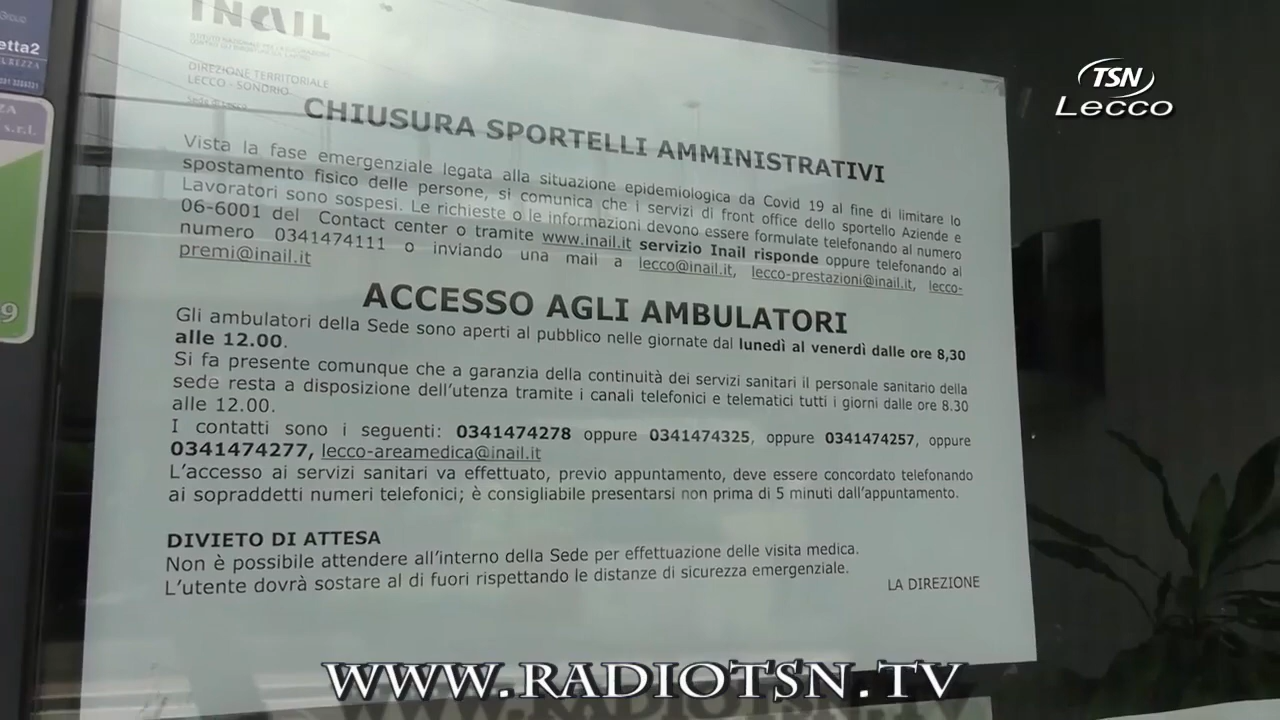 Group
etta2
UREZZA
INAIL
DIREZIONE TERRITORIALE
LECCO - SONDRIO
Sede di Lecco
CHIUSURA SPORTELLI AMMINISTRATIVI
Vista la fase emergenziale legata alla situazione epidemiologica da Covid 19 al fine di limitare lo
spostamento fisico delle persone, si comunica che i servizi di front office dello sportello Aziende e
Lavoratori sono sospesi. Le richieste o le informazioni devono essere formulate telefonando al numero
06-6001 del Contact center o tramite www.inail.it servizio Inail risponde oppure telefonando al
numero 0341474111 o inviando una mail a lecco@inail.it, lecco-prestazioni@inail.it, lecco-
premi@inail.it
ACCESSO AGLI AMBULATORI
Gli ambulatori della Sede sono aperti al pubblico nelle giornate dal lunedì al venerdì dalle ore 8,30
alle 12.00.
Si fa presente comunque che a garanzia della continuità dei servizi sanitari il personale sanitario della
sede resta a disposizione dell'utenza tramite i canali telefonici e telematici tutti i giorni dalle ore 8.30
alle 12.00.
I contatti sono i seguenti: 0341474278 oppure 0341474325, oppure 0341474257, oppure
0341474277, lecco-areamedica@inail.it
L'accesso ai servizi sanitari va effettuato, previo appuntamento, deve essere concordato telefonando
ai sopraddetti numeri telefonici; è consigliabile presentarsi non prima di 5 minuti dall'appuntamento.
DIVIETO DI ATTESA
Non è possibile attendere all'interno della Sede per effettuazione delle visita medica.
L'utente dovrà sostare al di fuori rispettando le distanze di sicurezza emergenziale.
LA DIREZIONE
ZA
s.r.l.
9
TSN
Lecco
WWW.RADIOTSN.TV